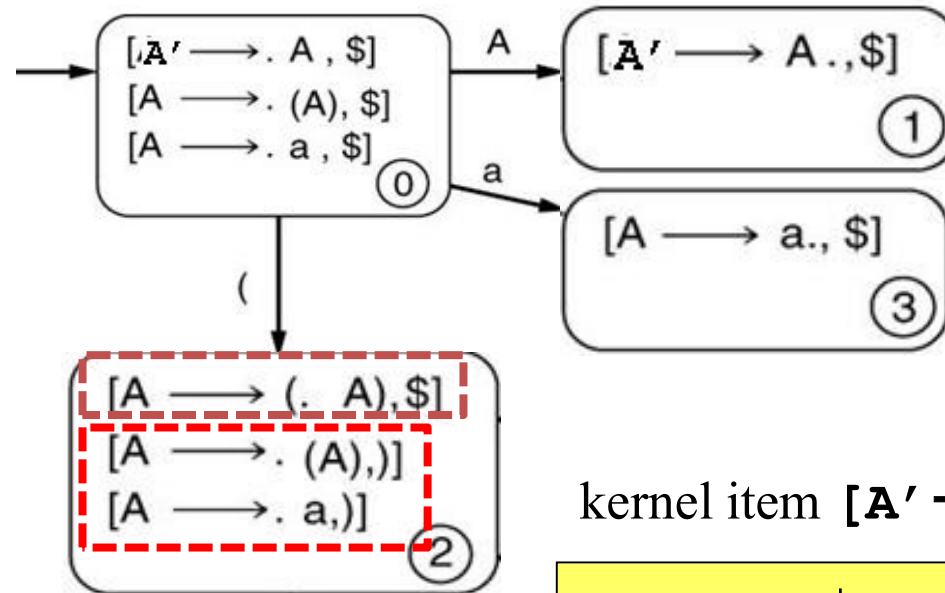 [A' ⟶. A , $]
[A ⟶. (A), $]
[A ⟶. a , $]
0
A
[A' ⟶ A .,$]
1
a
[A ⟶ a., $]
3
(
[A ⟶ (. A),$]
[A ⟶. (A),)]
[A ⟶. a,)]
2
kernel item [A'